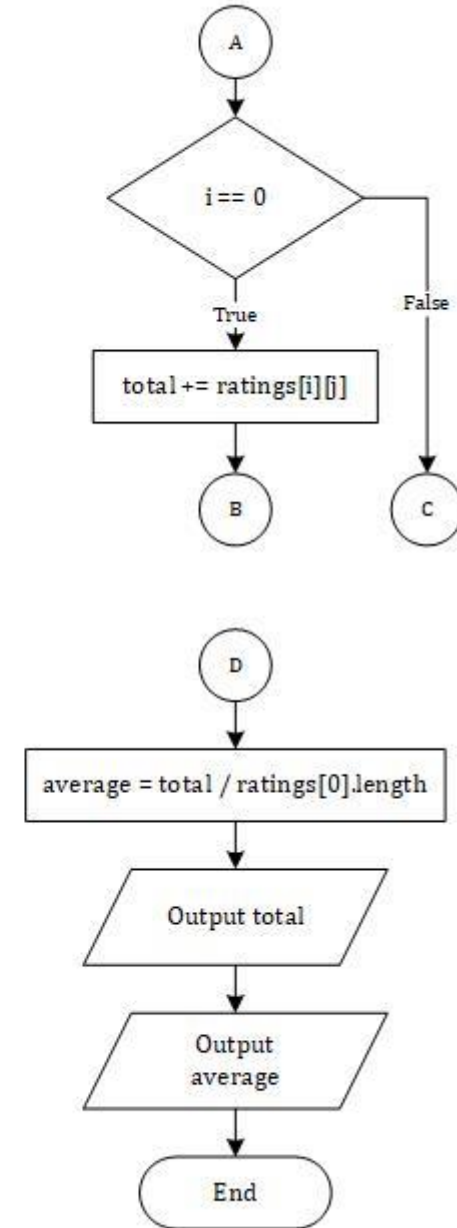 A
i == 0
True
False
total += ratings[i][j]
B
C
D
average = total / ratings[0].length
Output total
Output
average
End